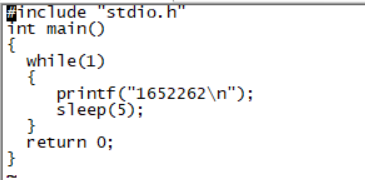 #include "stdio.h"
int main()
{
  while(1)
  {
     printf("1652262\n");
     sleep(5);
  }
  return 0;
}
~